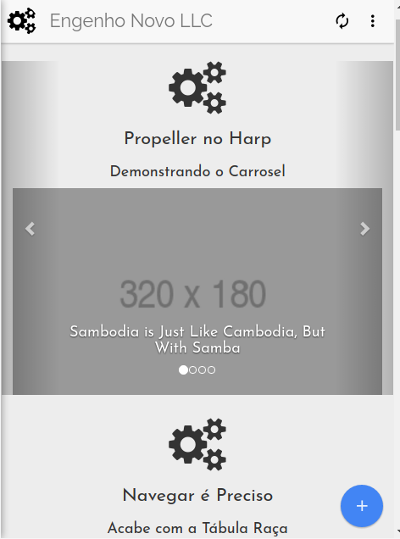 Engenho Novo LLC
Propeller no Harp
Demonstrando o Carrosel
320 x 180
Sambodia is Just Like Cambodia, But
With Samba
Navegar é Preciso
Acabe com a Tábula Raça